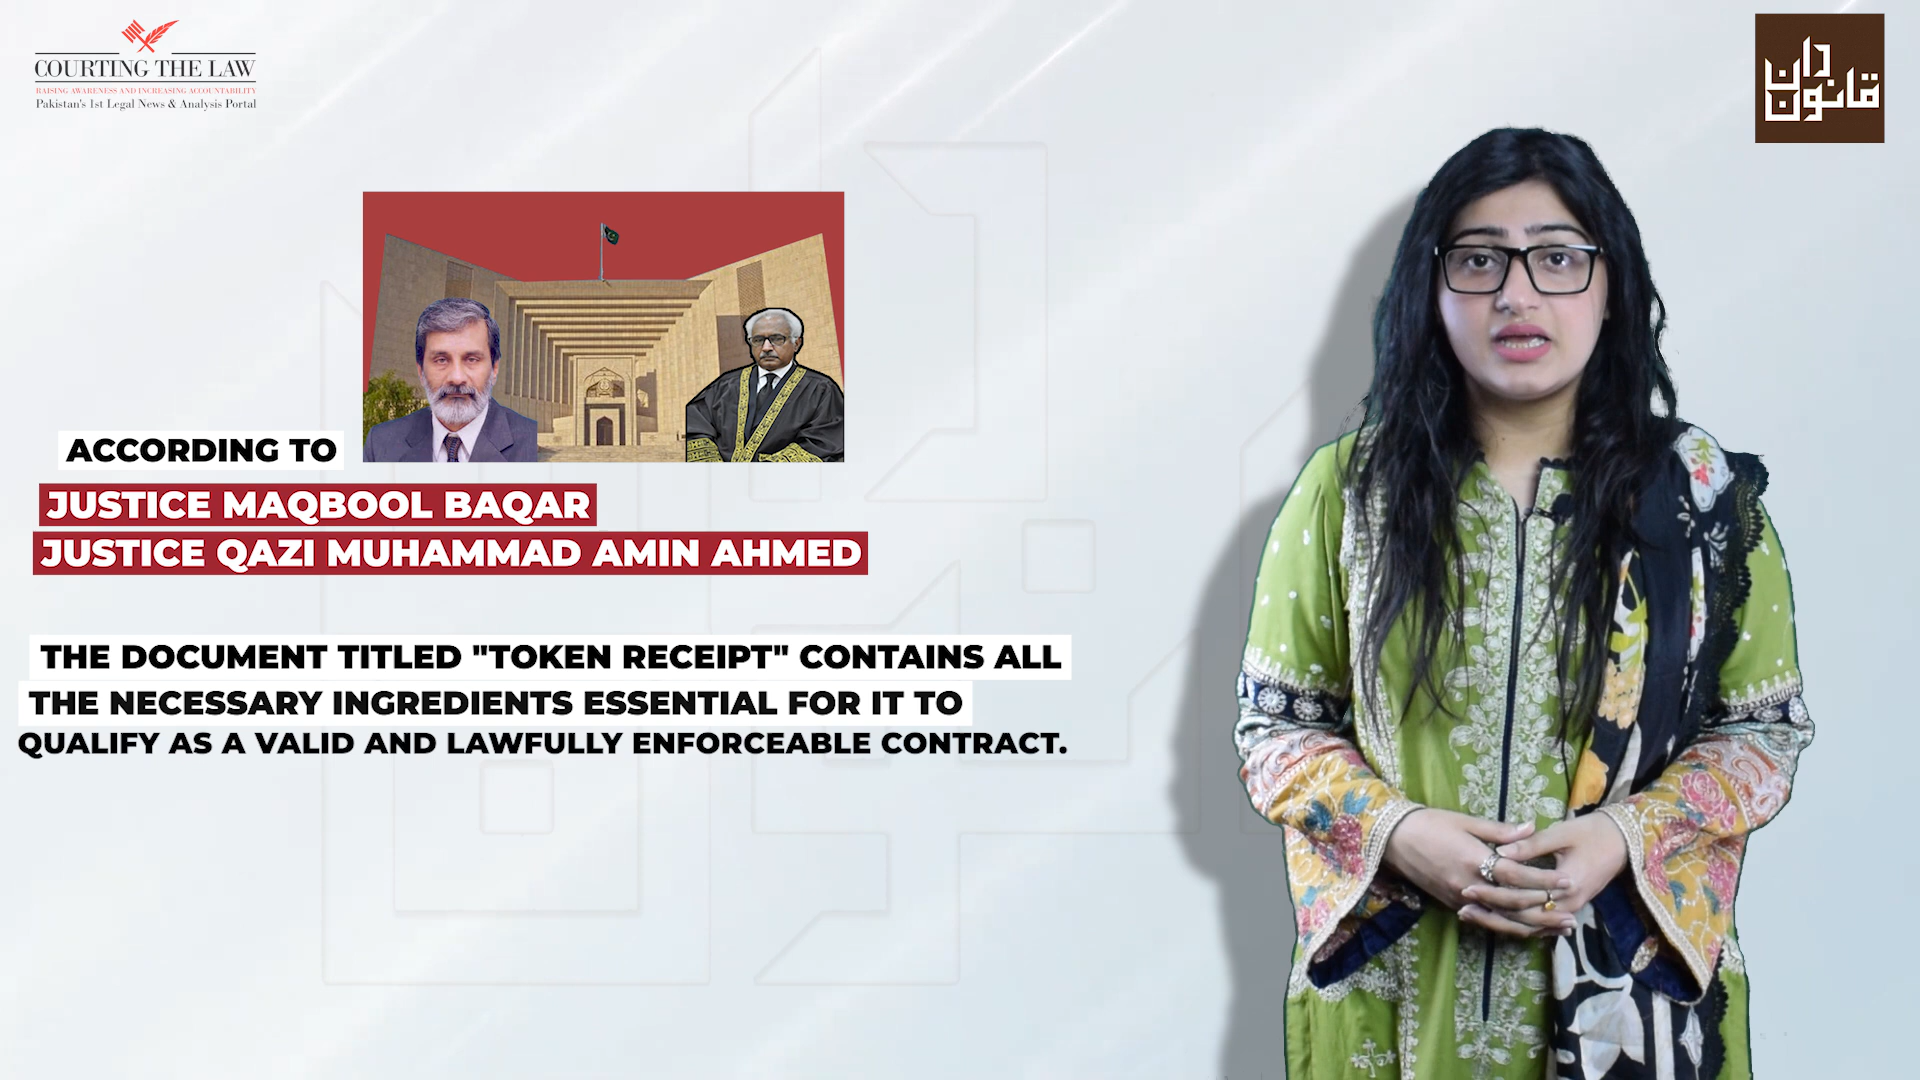 COURTING THE LAW
RAISING AWARENESS AND INCREASING ACCOUNTABILITY
Pakistan's 1st Legal News & Analysis Portal
قانون دان
ACCORDING TO
JUSTICE MAQBOOL BAQAR
JUSTICE QAZI MUHAMMAD AMIN AHMED
THE DOCUMENT TITLED "TOKEN RECEIPT" CONTAINS ALL
THE NECESSARY INGREDIENTS ESSENTIAL FOR IT TO
QUALIFY AS A VALID AND LAWFULLY ENFORCEABLE CONTRACT.